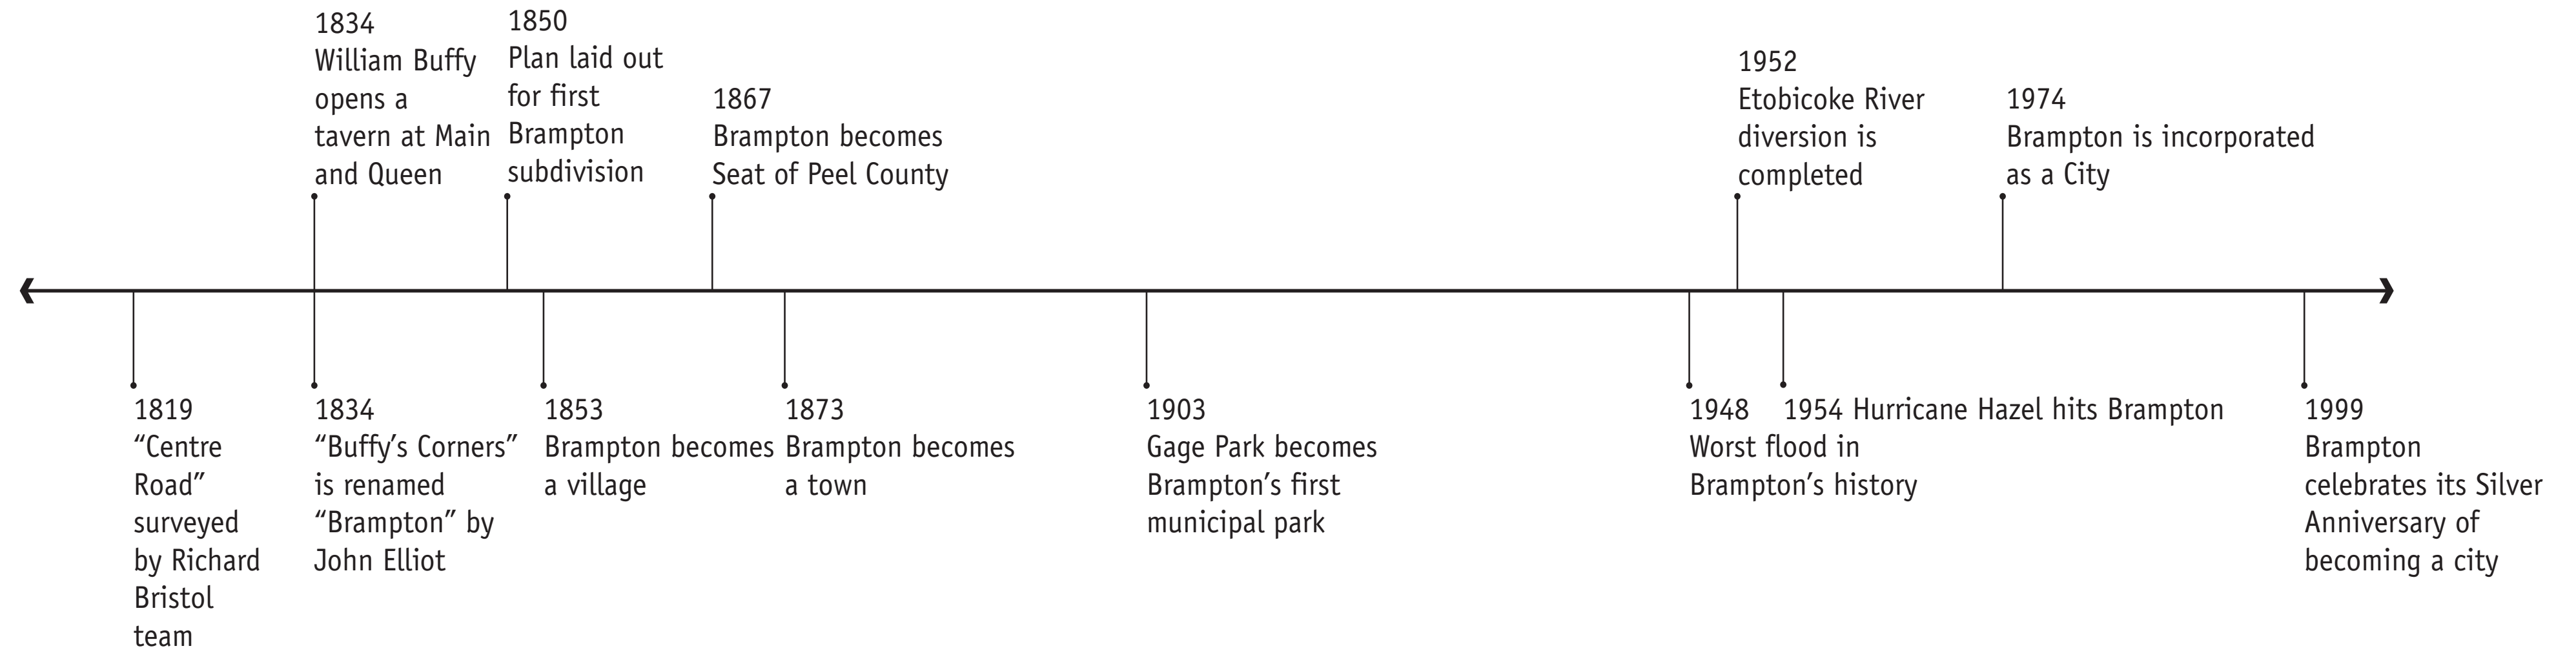 1834
William Buffy
opens a
tavern at Main
and Queen
1850
Plan laid out
for first
Brampton
subdivision
1867
Brampton becomes
Seat of Peel County
1952
Etobicoke River
diversion is
completed
1974
Brampton is incorporated
as a City
1819
“Centre
Road”
surveyed
by Richard
Bristol
team
1834
“Buffy’s Corners”
is renamed
“Brampton” by
John Elliot
1853
Brampton becomes
a village
1873
Brampton becomes
a town
1903
Gage Park becomes
Brampton’s first
municipal park
1948
Worst flood in
Brampton’s history
1954 Hurricane Hazel hits Brampton
1999
Brampton
celebrates its Silver
Anniversary of
becoming a city